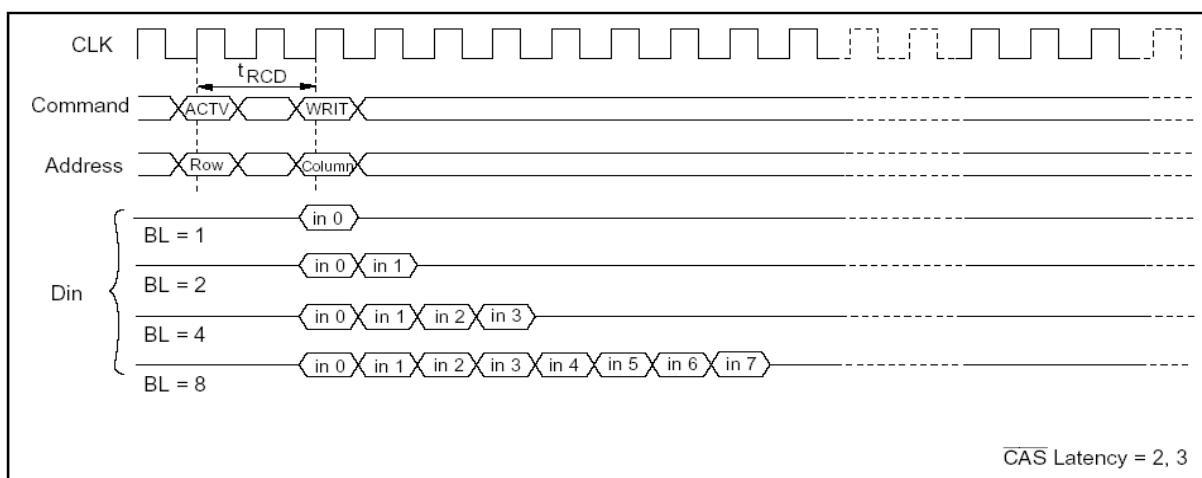 CLK
tRCD
Command ACTV WRIT
Address Row Column
Din
in 0
BL = 1
in 0 in 1
BL = 2
in 0 in 1 in 2 in 3
BL = 4
in 0 in 1 in 2 in 3 in 4 in 5 in 6 in 7
BL = 8
CAS Latency = 2, 3